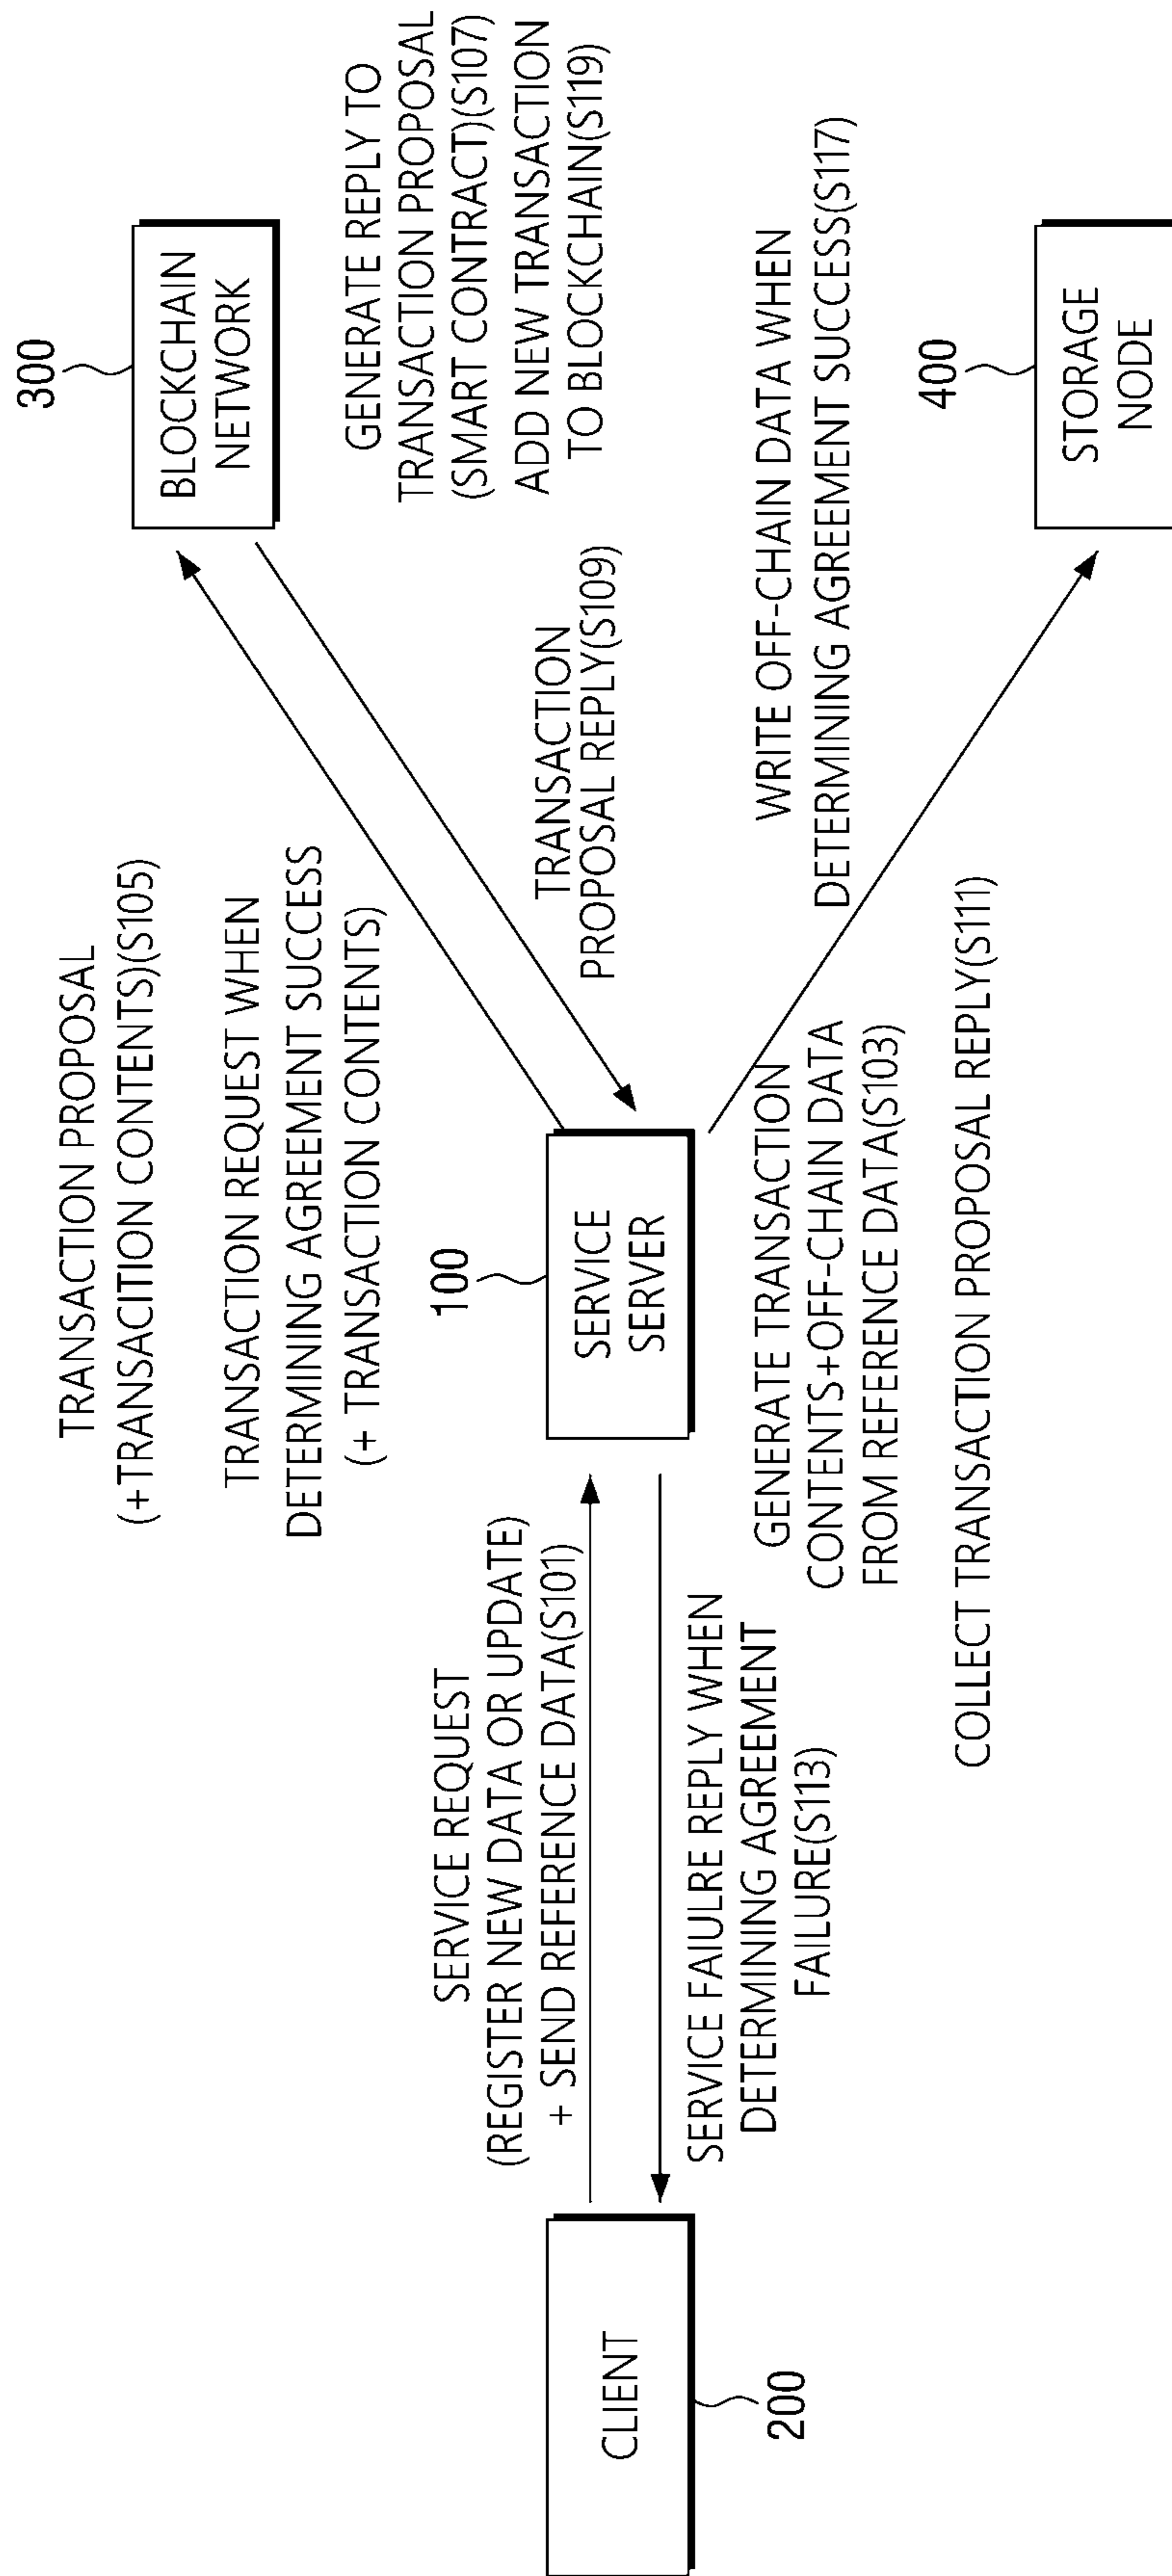 TRANSACTION PROPOSAL
(+TRANSACITION CONTENTS)(S105)
TRANSACTION REQUEST WHEN
DETERMINING AGREEMENT SUCCESS
(+ TRANSACTION CONTENTS)
300
BLOCKCHAIN
NETWORK
GENERATE REPLY TO
TRANSACTION PROPOSAL
(SMART CONTRACT)(S107)
ADD NEW TRANSACTION
TO BLOCKCHAIN(S119)
TRANSACTION
PROPOSAL REPLY(S109)
SERVICE REQUEST
(REGISTER NEW DATA OR UPDATE)
+ SEND REFERENCE DATA(S101)
100
SERVICE
SERVER
CLIENT
200
SERVICE FAIULRE REPLY WHEN
DETERMINING AGREEMENT
FAILURE(S113)
GENERATE TRANSACTION
CONTENTS+OFF-CHAIN DATA
FROM REFERENCE DATA(S103)
COLLECT TRANSACTION PROPOSAL REPLY(S111)
WRITE OFF-CHAIN DATA WHEN
DETERMINING AGREEMENT SUCCESS(S117)
400
STORAGE
NODE